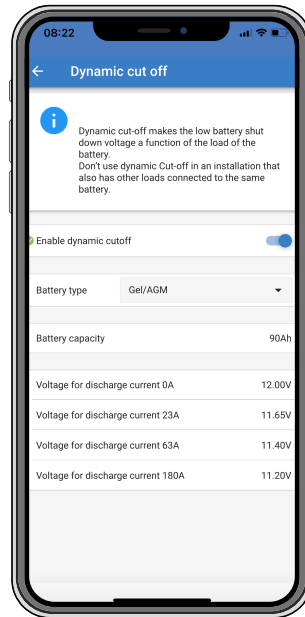 08:22
Dynamic cut off
Dynamic cut-off makes the low battery shut
down voltage a function of the load of the
battery.
Don't use dynamic Cut-off in an installation that
also has other loads connected to the same
battery.
Enable dynamic cutoff
Battery type Gel/AGM
Battery capacity 90Ah
Voltage for discharge current 0A 12.00V
Voltage for discharge current 23A 11.65V
Voltage for discharge current 63A 11.40V
Voltage for discharge current 180A 11.20V